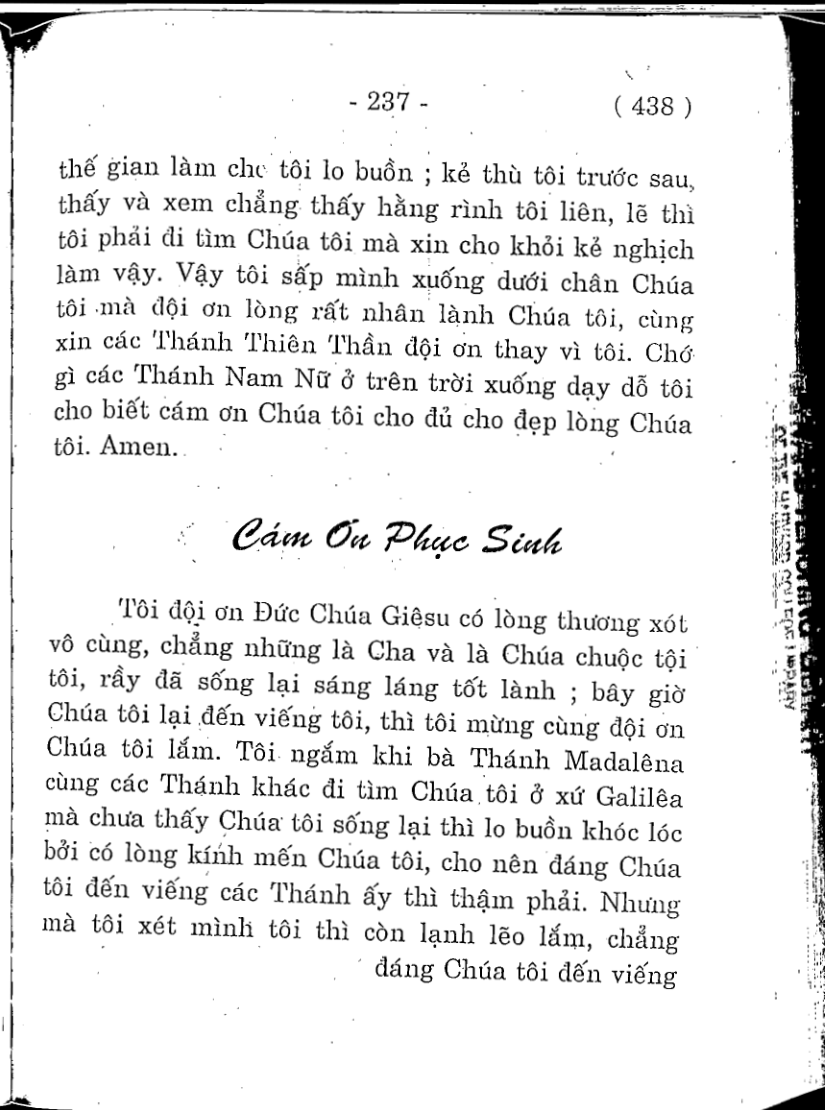 - 237 -
( 438 )
thế gian làm cho tôi lo buồn ; kẻ thù tôi trước sau,
thấy và xem chẳng thấy hằng rình tôi liên, lẽ thì
tôi phải đi tìm Chúa tôi mà xin cho khỏi kẻ nghịch
làm vậy. Vậy tôi sấp mình xuống dưới chân Chúa
tôi mà đội ơn lòng rất nhân lành Chúa tôi, cùng
xin các Thánh Thiên Thần đội ơn thay vì tôi. Chớ
gì các Thánh Nam Nữ ở trên trời xuống dạy dỗ tôi
cho biết cám ơn Chúa tôi cho đủ cho đẹp lòng Chúa
tôi. Amen.
Cám Ơn Phục Sinh
Tôi đội ơn Đức Chúa Giêsu có lòng thương xót
vô cùng, chẳng những là Cha và là Chúa chuộc tội
tôi, rầy đã sống lại sáng láng tốt lành ; bây giờ
Chúa tôi lại đến viếng tôi, thì tôi mừng cùng đội ơn
Chúa tôi lắm. Tôi ngắm khi bà Thánh Madalêna
cùng các Thánh khác đi tìm Chúa tôi ở xứ Galilêa
mà chưa thấy Chúa tôi sống lại thì lo buồn khóc lóc
bởi có lòng kính mến Chúa tôi, cho nên đáng Chúa
tôi đến viếng các Thánh ấy thì thậm phải. Nhưng
mà tôi xét mình tôi thì còn lạnh lẽo lắm, chẳng
đáng Chúa tôi đến viếng